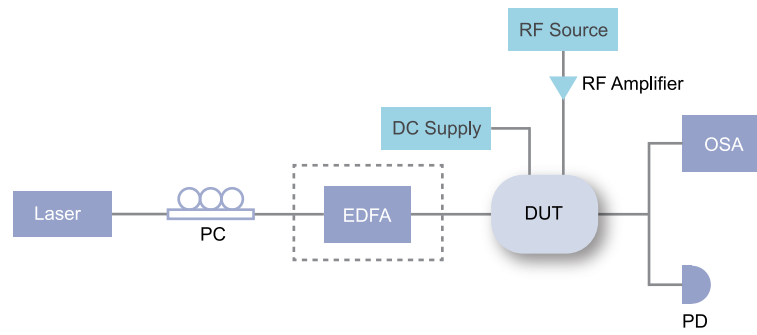 RF Source
RF Amplifier
DC Supply
OSA
Laser
EDFA
DUT
PC
PD